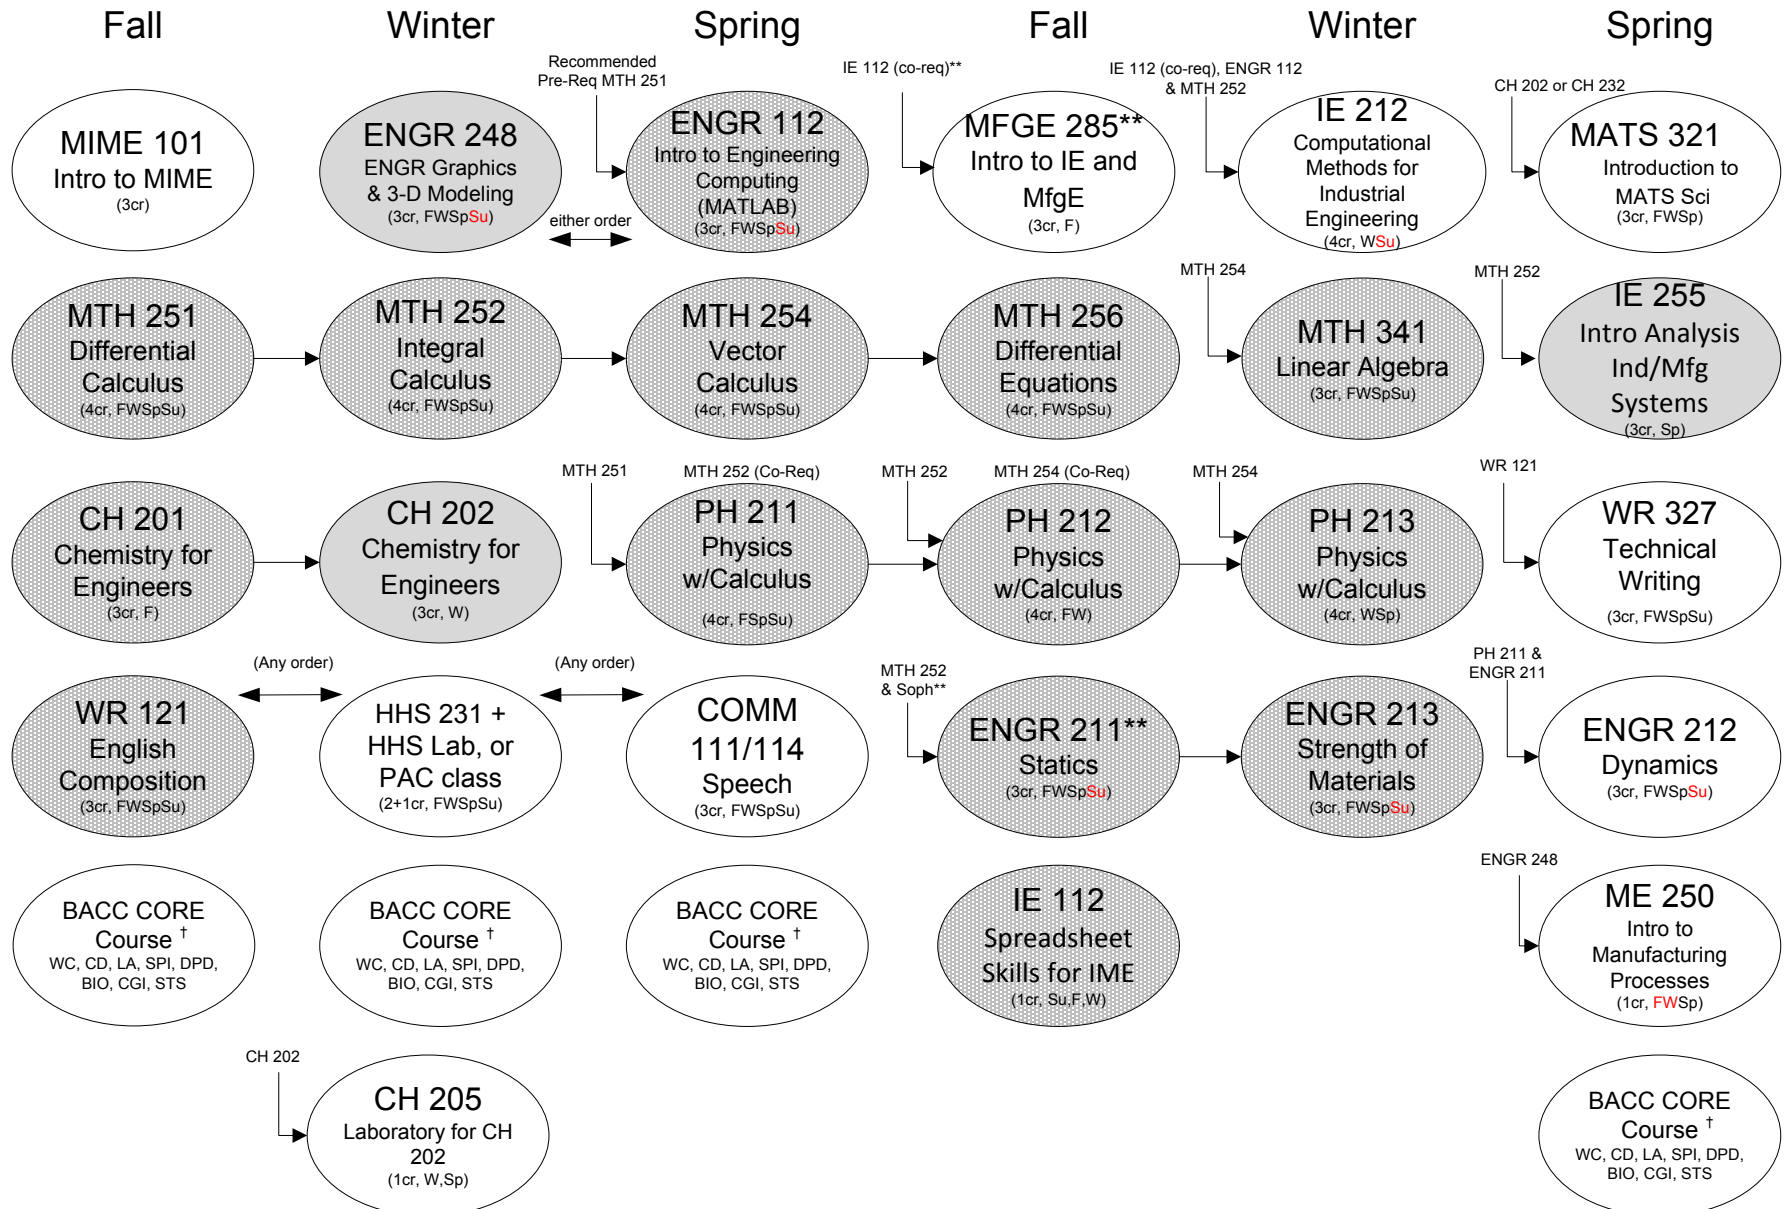 Fall
Winter
Spring
Fall
Winter
Spring
Recommended
Pre-Req MTH 251
IE 112 (co-req)**
IE 112 (co-req), ENGR 112
& MTH 252
CH 202 or CH 232
MIME 101
Intro to MIME
(3cr)
ENGR 248
ENGR Graphics
& 3-D Modeling
(3cr, FWSpSu)
either order
ENGR 112
Intro to Engineering
Computing
(MATLAB)
(3cr, FWSpSu)
MFGE 285**
Intro to IE and
MfgE
(3cr, F)
IE 212
Computational
Methods for
Industrial
Engineering
(4cr, WSu)
MATS 321
Introduction to
MATS Sci
(3cr, FWSp)
MTH 251
Differential
Calculus
(4cr, FWSpSu)
MTH 252
Integral
Calculus
(4cr, FWSpSu)
MTH 254
Vector
Calculus
(4cr, FWSpSu)
MTH 256
Differential
Equations
(4cr, FWSpSu)
MTH 254
MTH 341
Linear Algebra
(3cr, FWSpSu)
MTH 252
IE 255
Intro Analysis
Ind/Mfg
Systems
(3cr, Sp)
CH 201
Chemistry for
Engineers
(3cr, F)
CH 202
Chemistry for
Engineers
(3cr, W)
MTH 251
MTH 252 (Co-Req)
PH 211
Physics
w/Calculus
(4cr, FSpSu)
MTH 252
MTH 254 (Co-Req)
PH 212
Physics
w/Calculus
(4cr, FW)
MTH 254
PH 213
Physics
w/Calculus
(4cr, WSp)
WR 121
WR 327
Technical
Writing
(3cr, FWSpSu)
WR 121
English
Composition
(3cr, FWSpSu)
(Any order)
HHS 231 +
HHS Lab, or
PAC class
(2+1cr, FWSpSu)
(Any order)
COMM
111/114
Speech
(3cr, FWSpSu)
MTH 252
& Soph**
ENGR 211**
Statics
(3cr, FWSpSu)
ENGR 213
Strength of
Materials
(3cr, FWSpSu)
PH 211 &
ENGR 211
ENGR 212
Dynamics
(3cr, FWSpSu)
BACC CORE
Course †
WC, CD, LA, SPI, DPD,
BIO, CGI, STS
BACC CORE
Course †
WC, CD, LA, SPI, DPD,
BIO, CGI, STS
BACC CORE
Course †
WC, CD, LA, SPI, DPD,
BIO, CGI, STS
IE 112
Spreadsheet
Skills for IME
(1cr, Su,F,W)
ENGR 248
ME 250
Intro to
Manufacturing
Processes
(1cr, FWSp)
CH 202
CH 205
Laboratory for CH
202
(1cr, W,Sp)
BACC CORE
Course †
WC, CD, LA, SPI, DPD,
BIO, CGI, STS